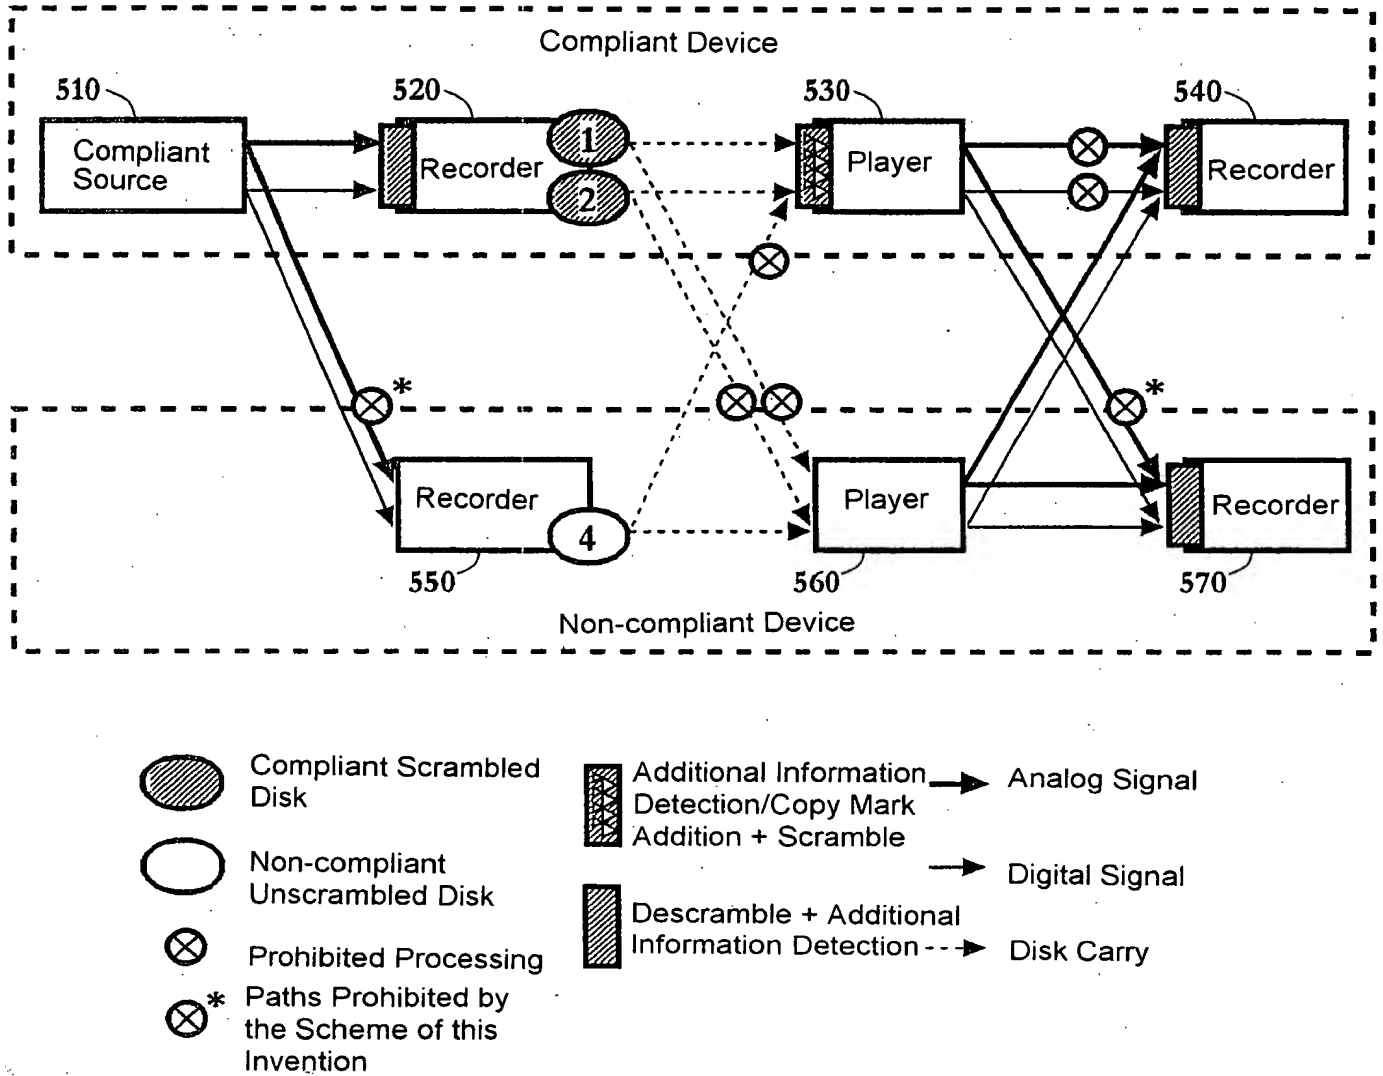 Compliant Device
510
520
530
540
Compliant
Source
Recorder
1
2
Player
Recorder
*
*
Recorder
4
Player
Recorder
550
560
570
Non-compliant Device
Compliant Scrambled
Disk
Non-compliant
Unscrambled Disk
Prohibited Processing
* Paths Prohibited by
the Scheme of this
Invention
Additional Information
Detection/Copy Mark
Addition + Scramble
Descramble + Additional
Information Detection
Analog Signal
Digital Signal
Disk Carry